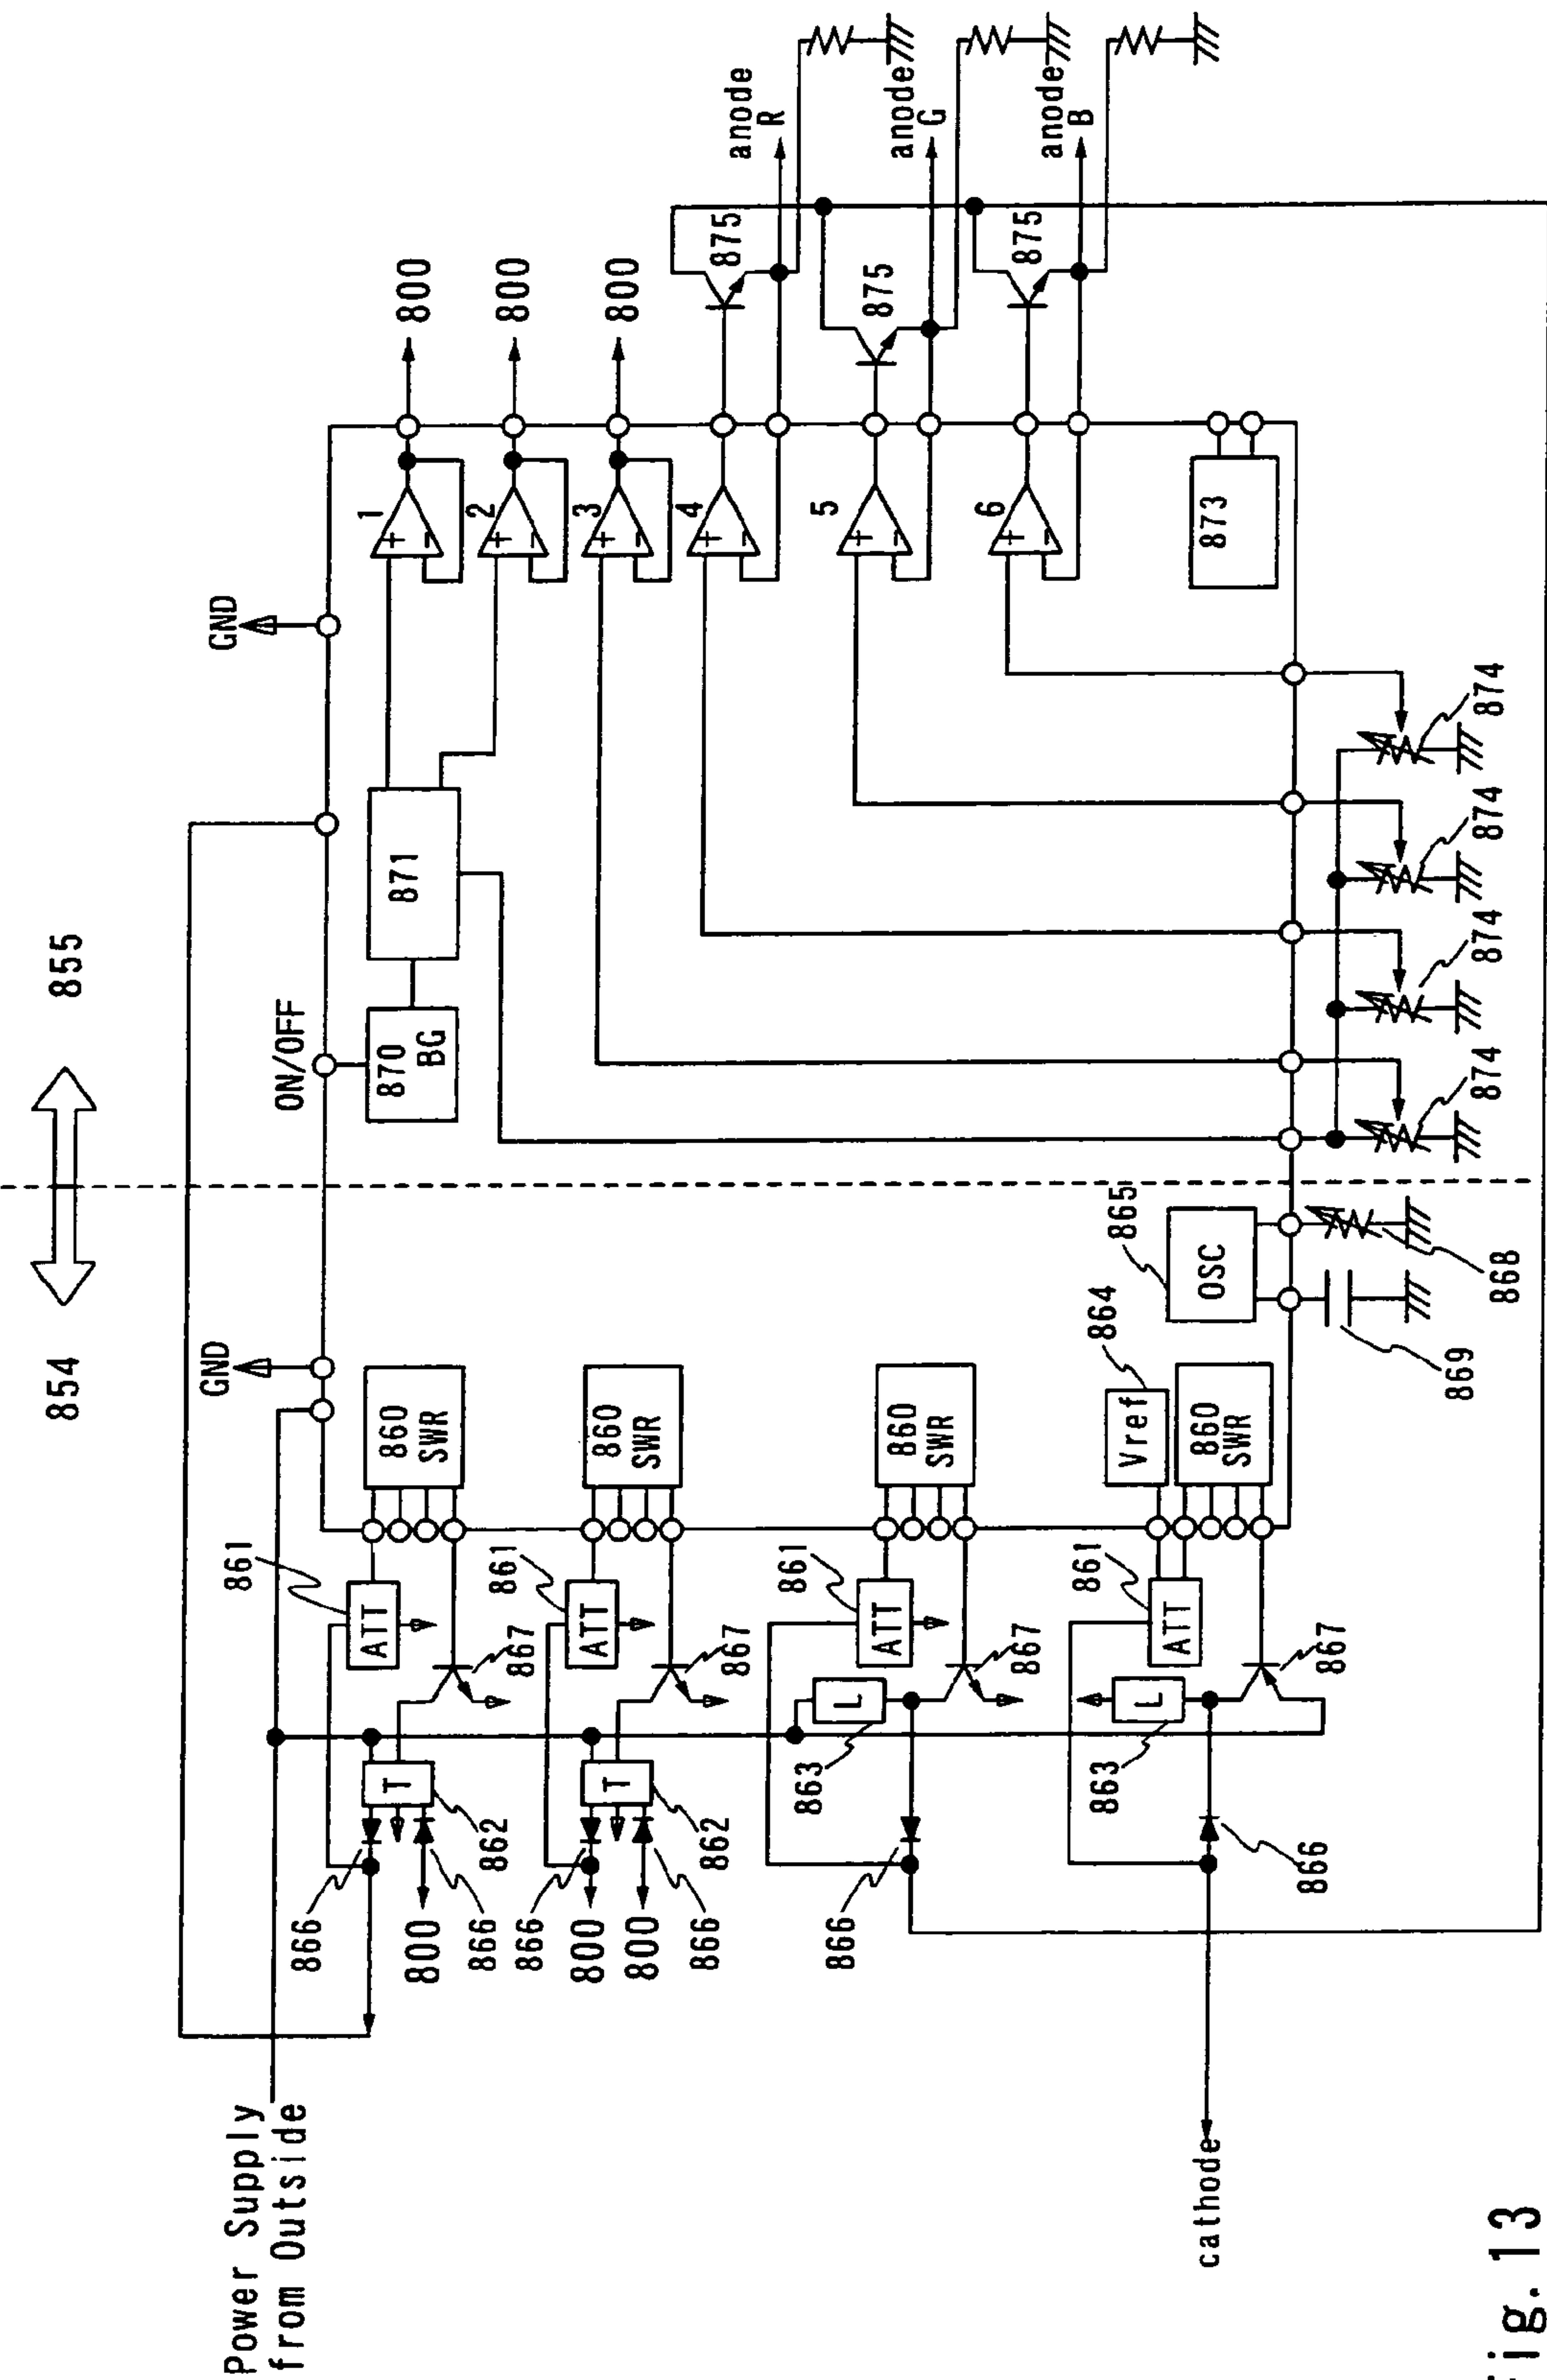 854
855
Power Supply
from Outside
GND
GND
861
ON/OFF
866
ATT
860
SWR
870
BG
871
1
800
T
800
866
862
867
2
800
861
866
800
800
866
T
862
ATT
867
860
SWR
3
800
4
875
anode
R
863
L
861
866
ATT
867
860
SWR
5
875
anode
G
6
875
anode
B
863
L
861
864
Vref
865
ATT
860
SWR
OSC
873
867
866
cathode
869
868
874
874
874
874
Fig. 13